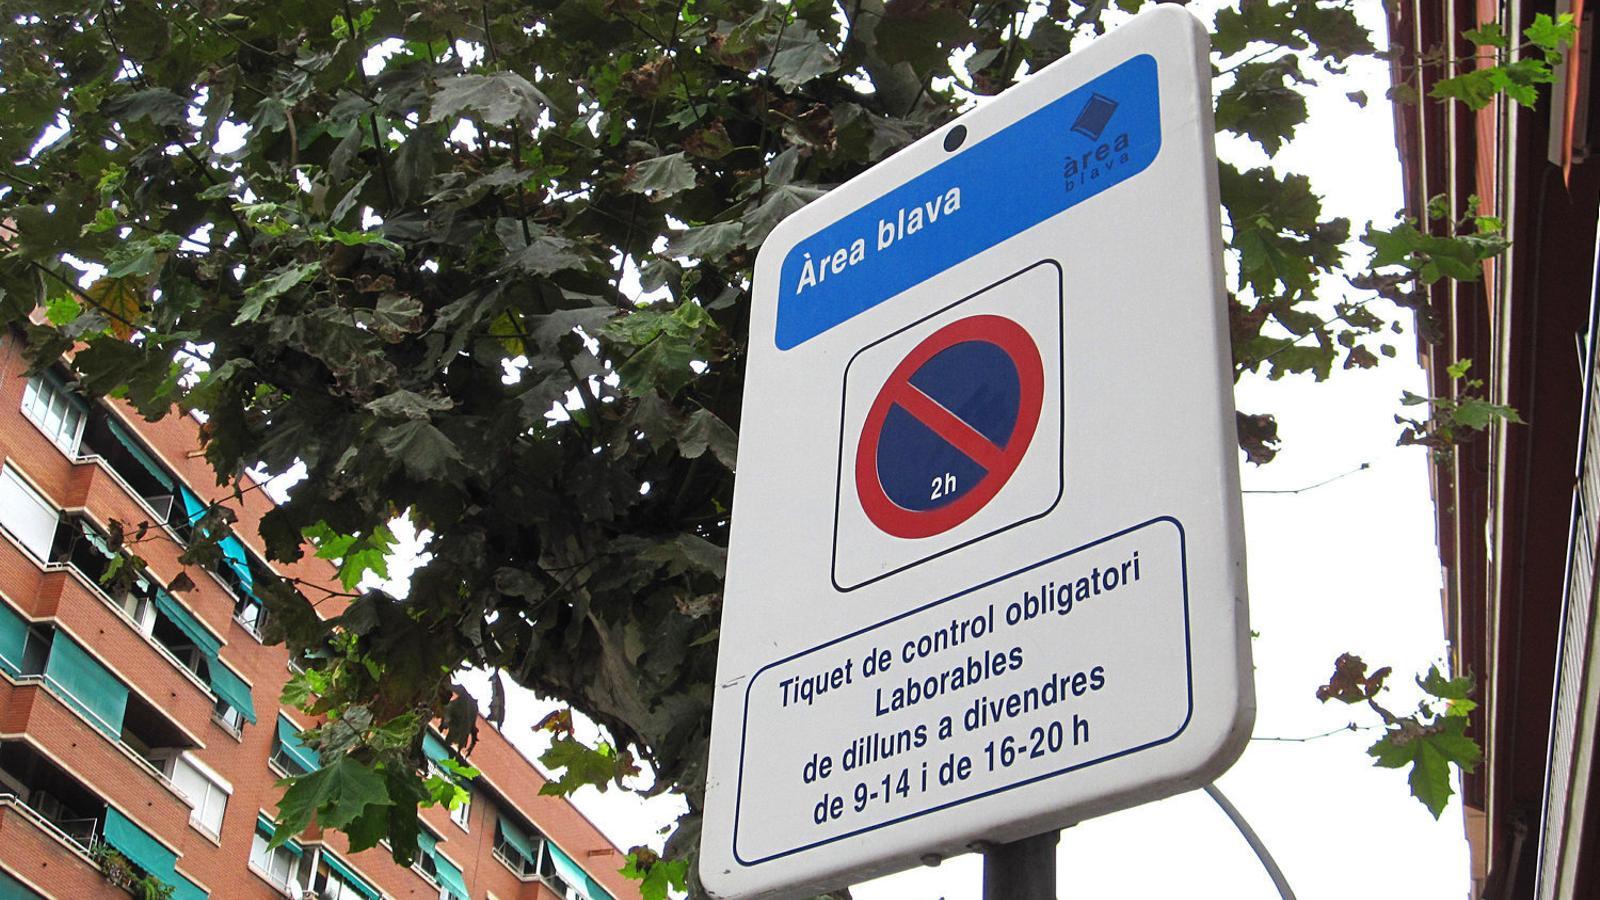 Àrea blava
àrea
blava
2h
Tiquet de control obligatori
Laborables
de dilluns a divendres
de 9-14 i de 16-20 h